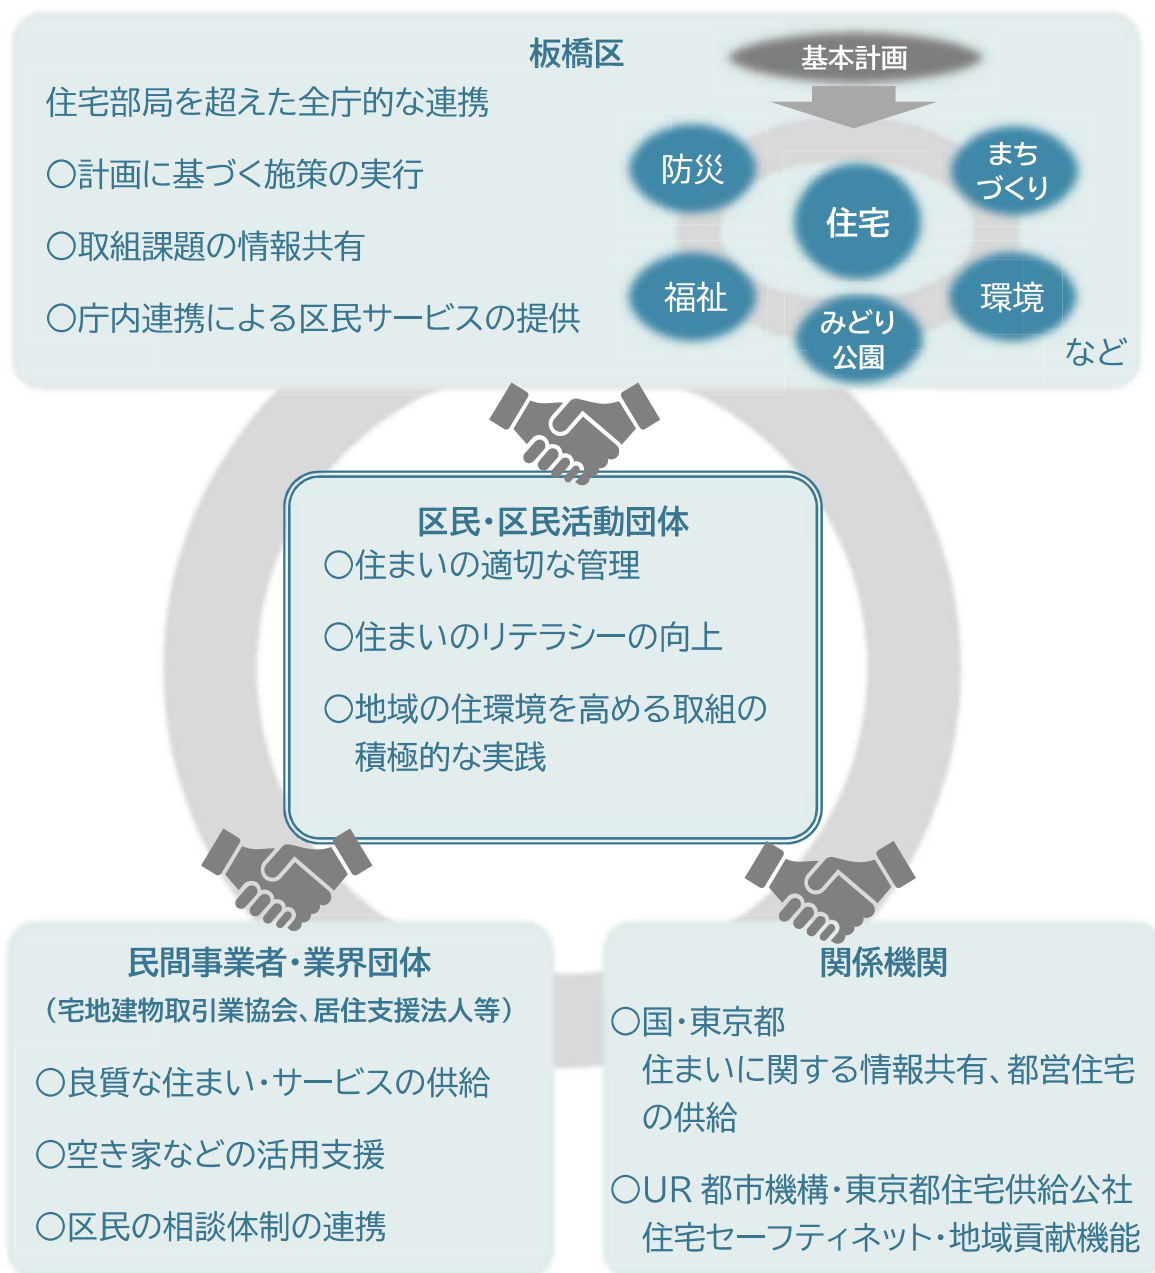 板橋区
基本計画
住宅部局を超えた全庁的な連携
○計画に基づく施策の実行
○取組課題の情報共有
○庁内連携による区民サービスの提供
防災
まち
づくり
住宅
福祉
環境
みどり
公園
など
区民・区民活動団体
○住まいの適切な管理
○住まいのリテラシーの向上
○地域の住環境を高める取組の
積極的な実践
民間事業者・業界団体
（宅地建物取引業協会、居住支援法人等）
○良質な住まい・サービスの供給
○空き家などの活用支援
○区民の相談体制の連携
関係機関
○国・東京都
住まいに関する情報共有、都営住宅
の供給
○UR 都市機構・東京都住宅供給公社
住宅セーフティネット・地域貢献機能